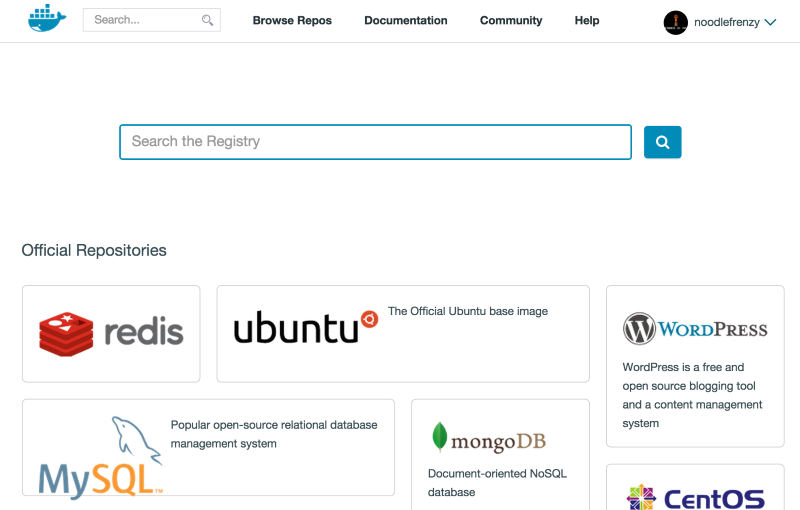 Search...
Browse Repos
Documentation
Community
Help
noodlefrenzy
Search the Registry
Official Repositories
redis
ubuntu
The Official Ubuntu base image
WORDPRESS
WordPress is a free and
open source blogging tool
and a content management
system
MySQL™
Popular open-source relational database
management system
mongoDB
Document-oriented NoSQL
database
CentOS